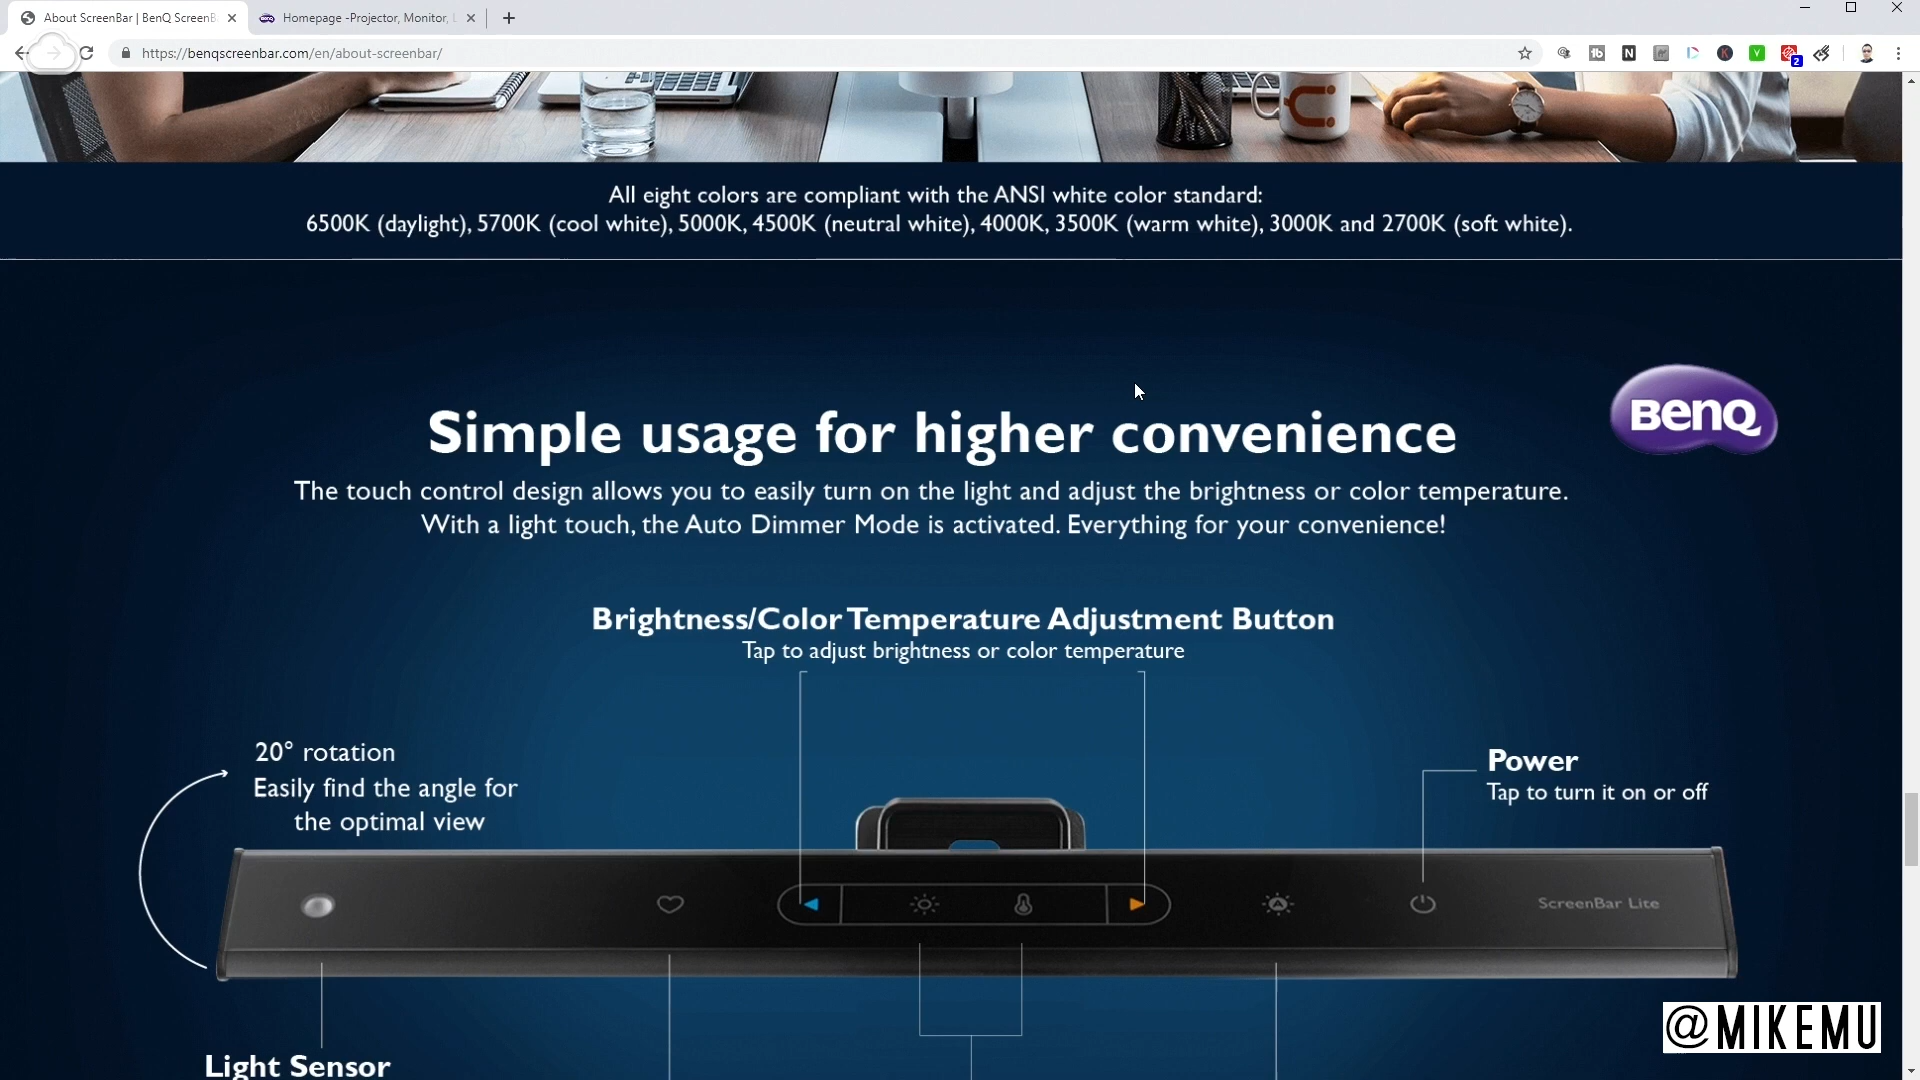 About ScreenBar | BenQ ScreenB
Homepage -Projector, Monitor,
https://benqscreenbar.com/en/about-screenbar/
N
K
Y
2
All eight colors are compliant with the ANSI white color standard:
6500K (daylight), 5700K (cool white), 5000K, 4500K (neutral white), 4000K, 3500K (warm white), 3000K and 2700K (soft white).
BenQ
Simple usage for higher convenience
The touch control design allows you to easily turn on the light and adjust the brightness or color temperature.
With a light touch, the Auto Dimmer Mode is activated. Everything for your convenience!
Brightness/Color Temperature Adjustment Button
Tap to adjust brightness or color temperature
20° rotation
Easily find the angle for
the optimal view
Power
Tap to turn it on or off
ScreenBar Lite
@MIKEMU
Light Sensor